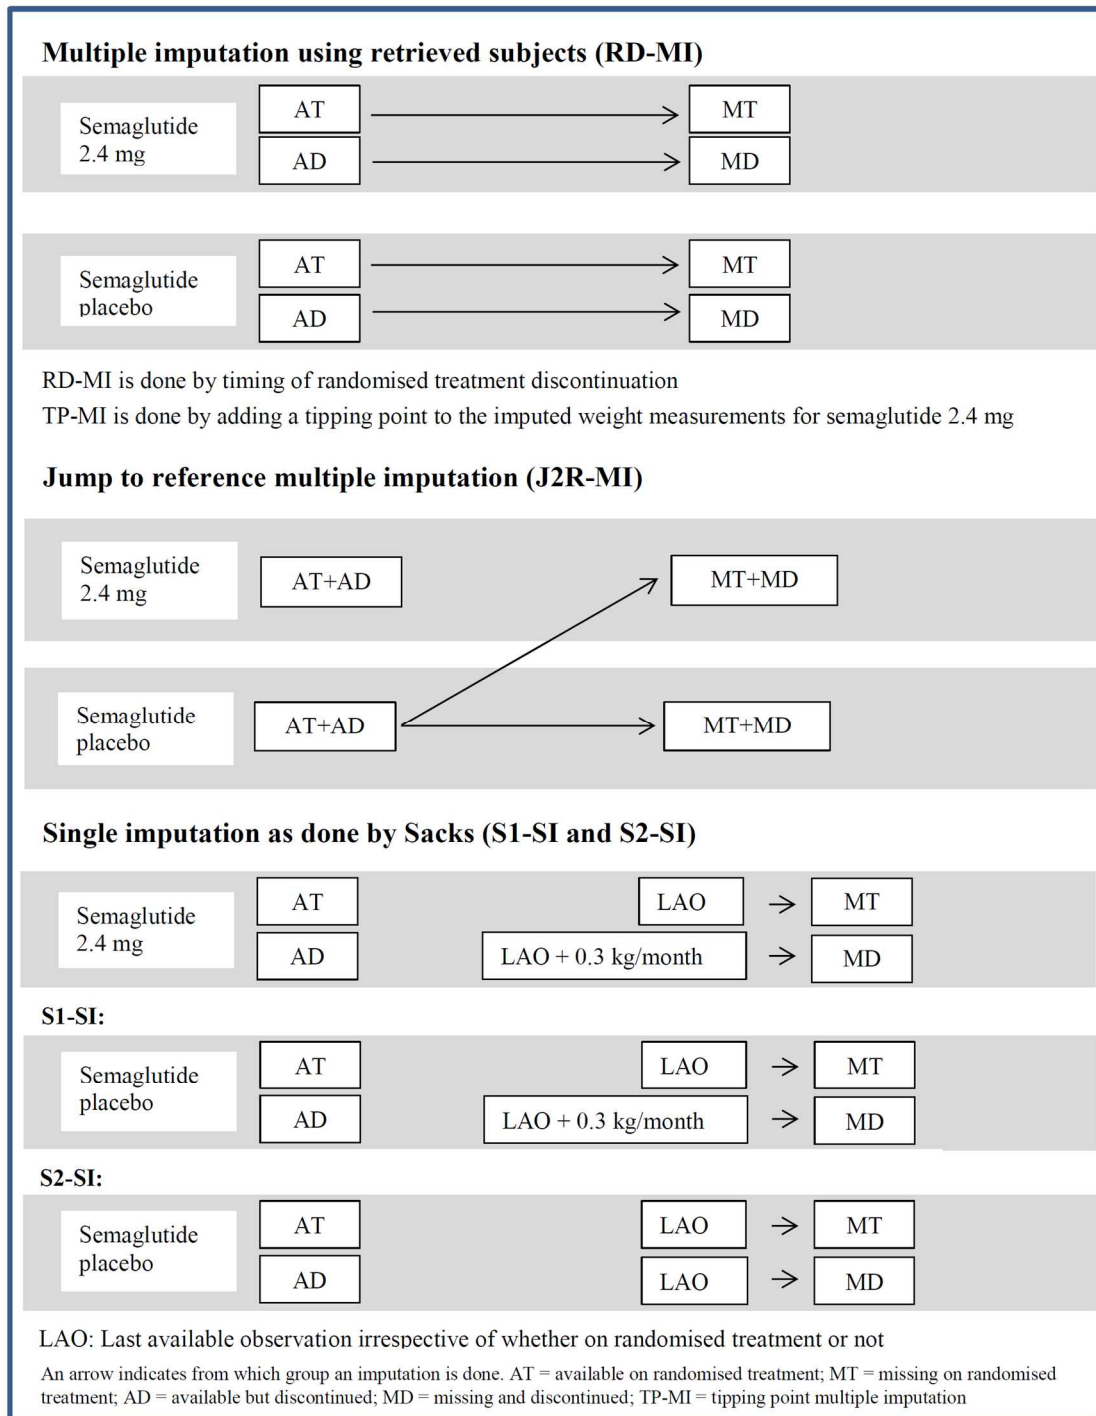 Multiple imputation using retrieved subjects (RD-MI)
Semaglutide
2.4 mg
AT
MT
AD
MD
Semaglutide
placebo
AT
MT
AD
MD
RD-MI is done by timing of randomised treatment discontinuation
TP-MI is done by adding a tipping point to the imputed weight measurements for semaglutide 2.4 mg
Jump to reference multiple imputation (J2R-MI)
Semaglutide
2.4 mg
AT+AD
MT+MD
Semaglutide
placebo
AT+AD
MT+MD
Single imputation as done by Sacks (S1-SI and S2-SI)
Semaglutide
2.4 mg
AT
LAO
MT
AD
LAO + 0.3 kg/month
MD
S1-SI:
Semaglutide
placebo
AT
LAO
MT
AD
LAO + 0.3 kg/month
MD
S2-SI:
Semaglutide
placebo
AT
LAO
MT
AD
LAO
MD
LAO: Last available observation irrespective of whether on randomised treatment or not
An arrow indicates from which group an imputation is done. AT = available on randomised treatment; MT = missing on randomised
treatment; AD = available but discontinued; MD = missing and discontinued; TP-MI = tipping point multiple imputation